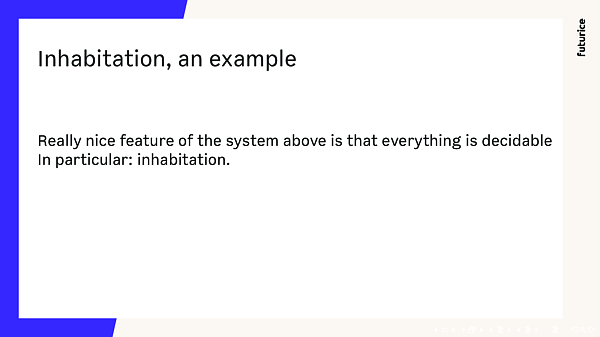 Inhabitation, an example
futurice
Really nice feature of the system above is that everything is decidable
In particular: inhabitation.